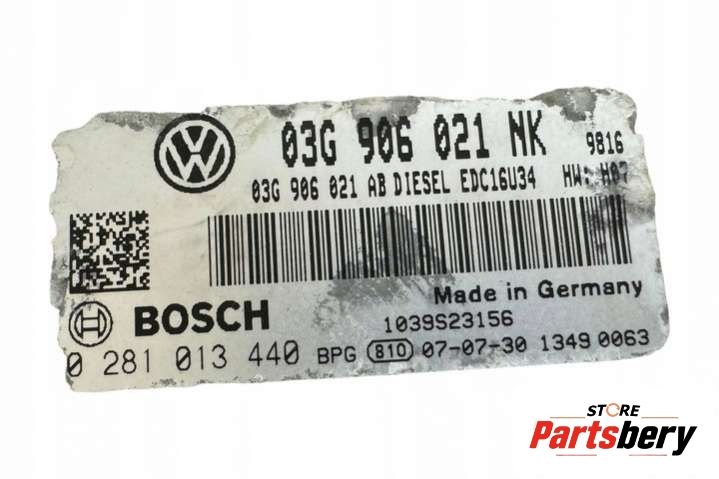 03G 906 021 NK 9816
03G 906 021 AB DIESEL EDC16U34 HW: H07
Made in Germany
BOSCH 1039S23156
0 281 013 440 BPG 810 07-07-30 1349 0063
STORE
Partsbery